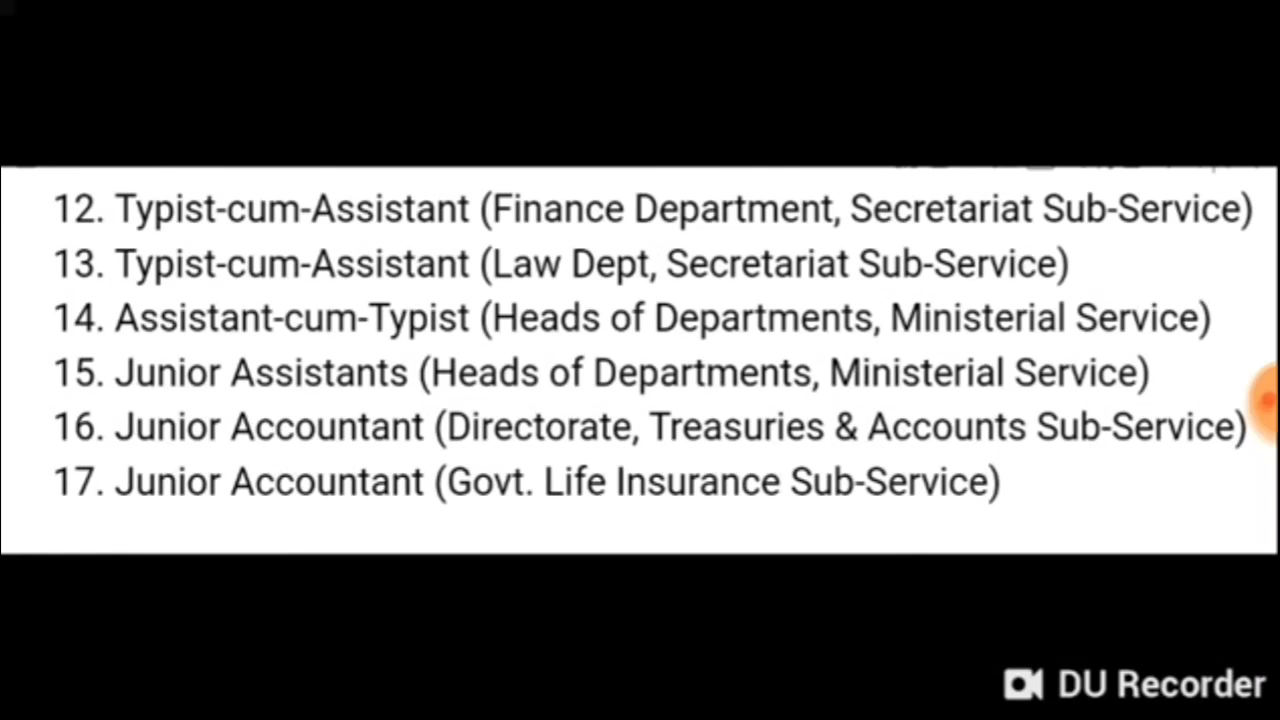 12. Typist-cum-Assistant (Finance Department, Secretariat Sub-Service)
13. Typist-cum-Assistant (Law Dept, Secretariat Sub-Service)
14. Assistant-cum-Typist (Heads of Departments, Ministerial Service)
15. Junior Assistants (Heads of Departments, Ministerial Service)
16. Junior Accountant (Directorate, Treasuries & Accounts Sub-Service)
17. Junior Accountant (Govt. Life Insurance Sub-Service)
DU Recorder